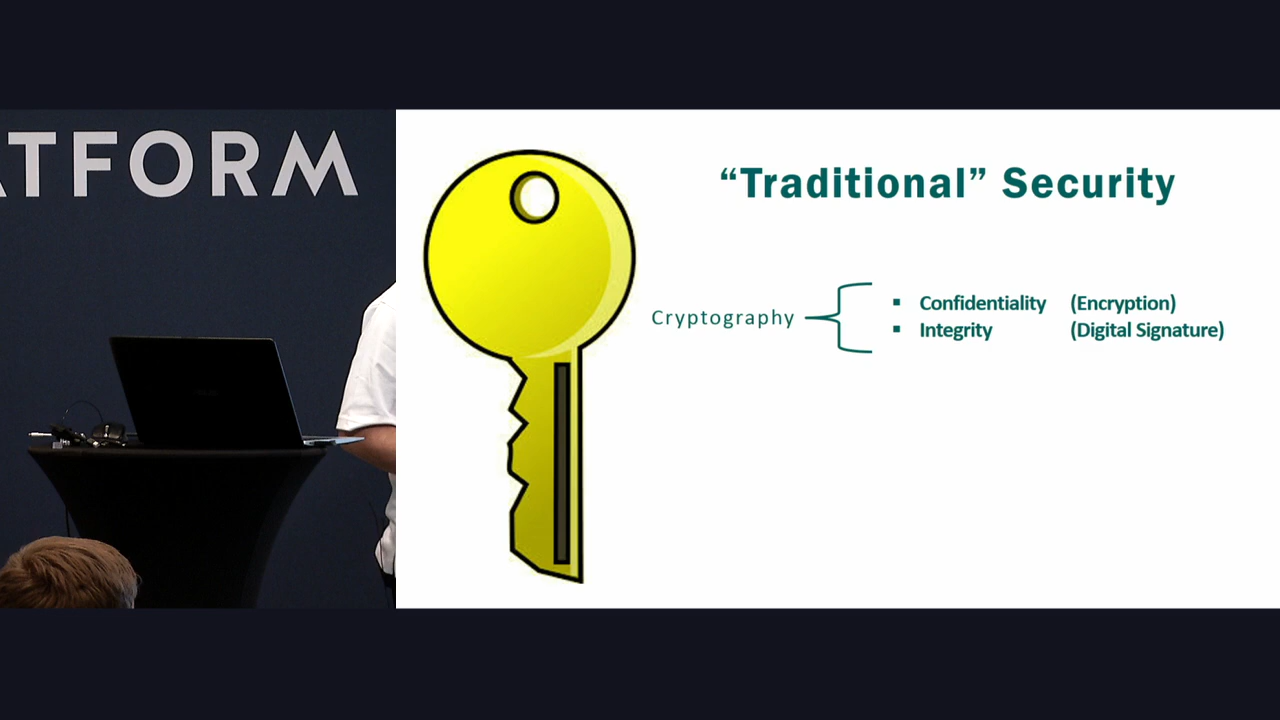 ATFORM
“Traditional” Security
Cryptography
▪ Confidentiality (Encryption)
▪ Integrity (Digital Signature)